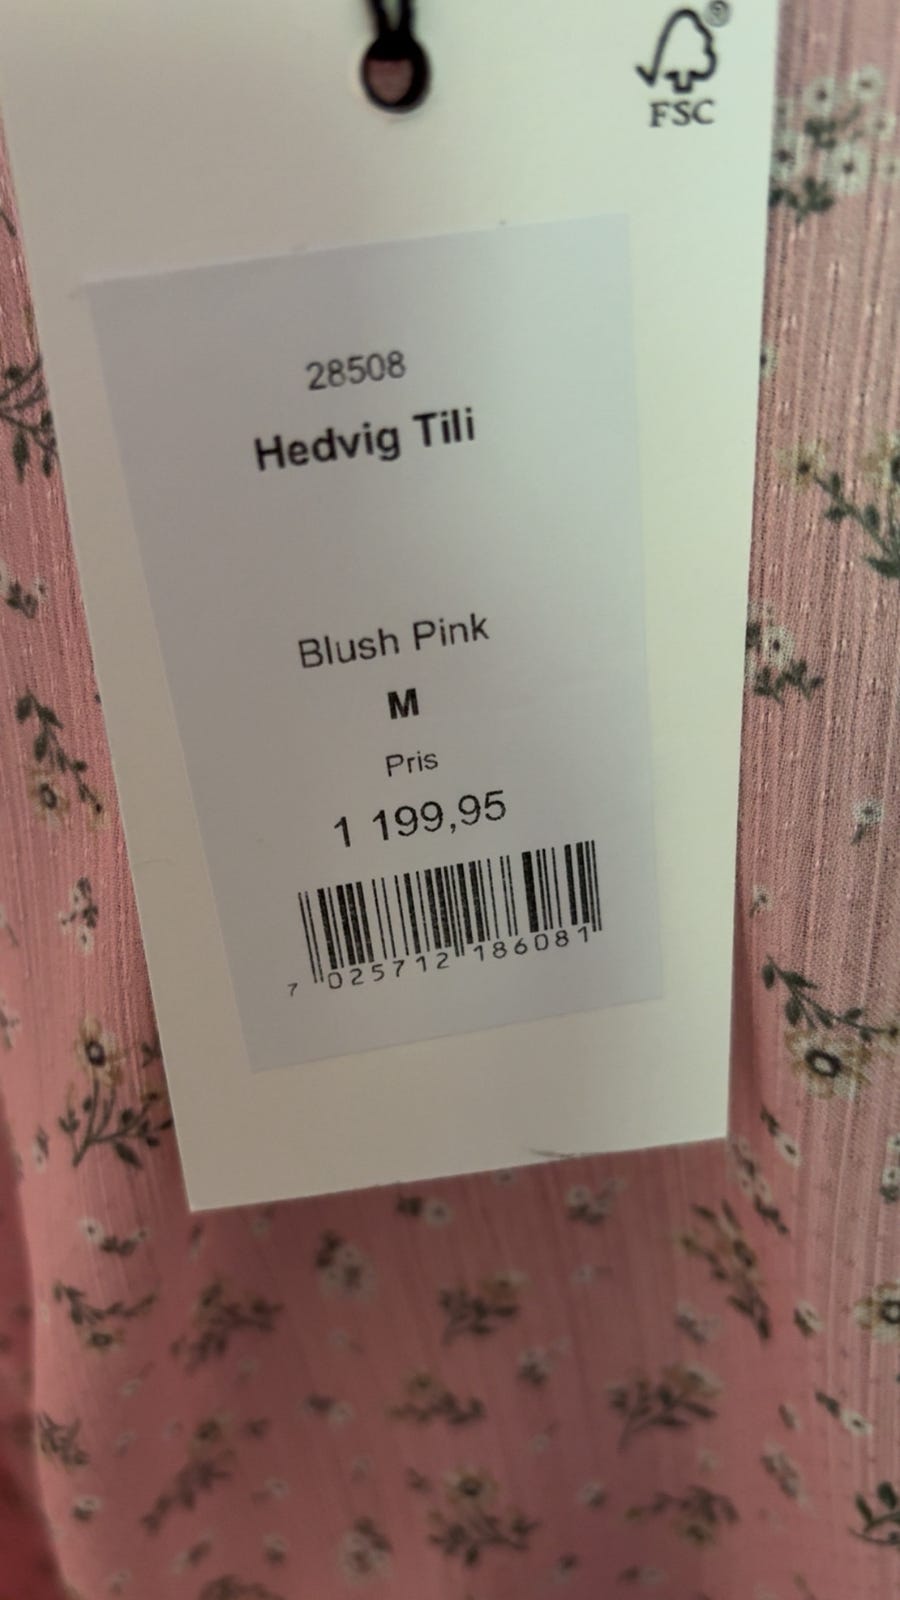 FSC
28508
Hedvig Tili
Blush Pink
M
Pris
1 199,95
7 025712 186081